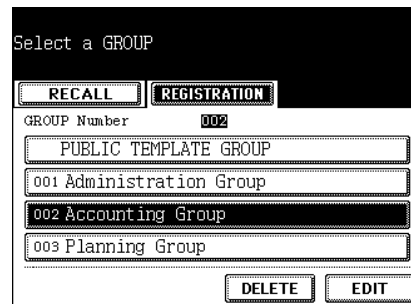 Select a GROUP
RECALL REGISTRATION
GROUP Number 002
PUBLIC TEMPLATE GROUP
001 Administration Group
002 Accounting Group
003 Planning Group
DELETE EDIT